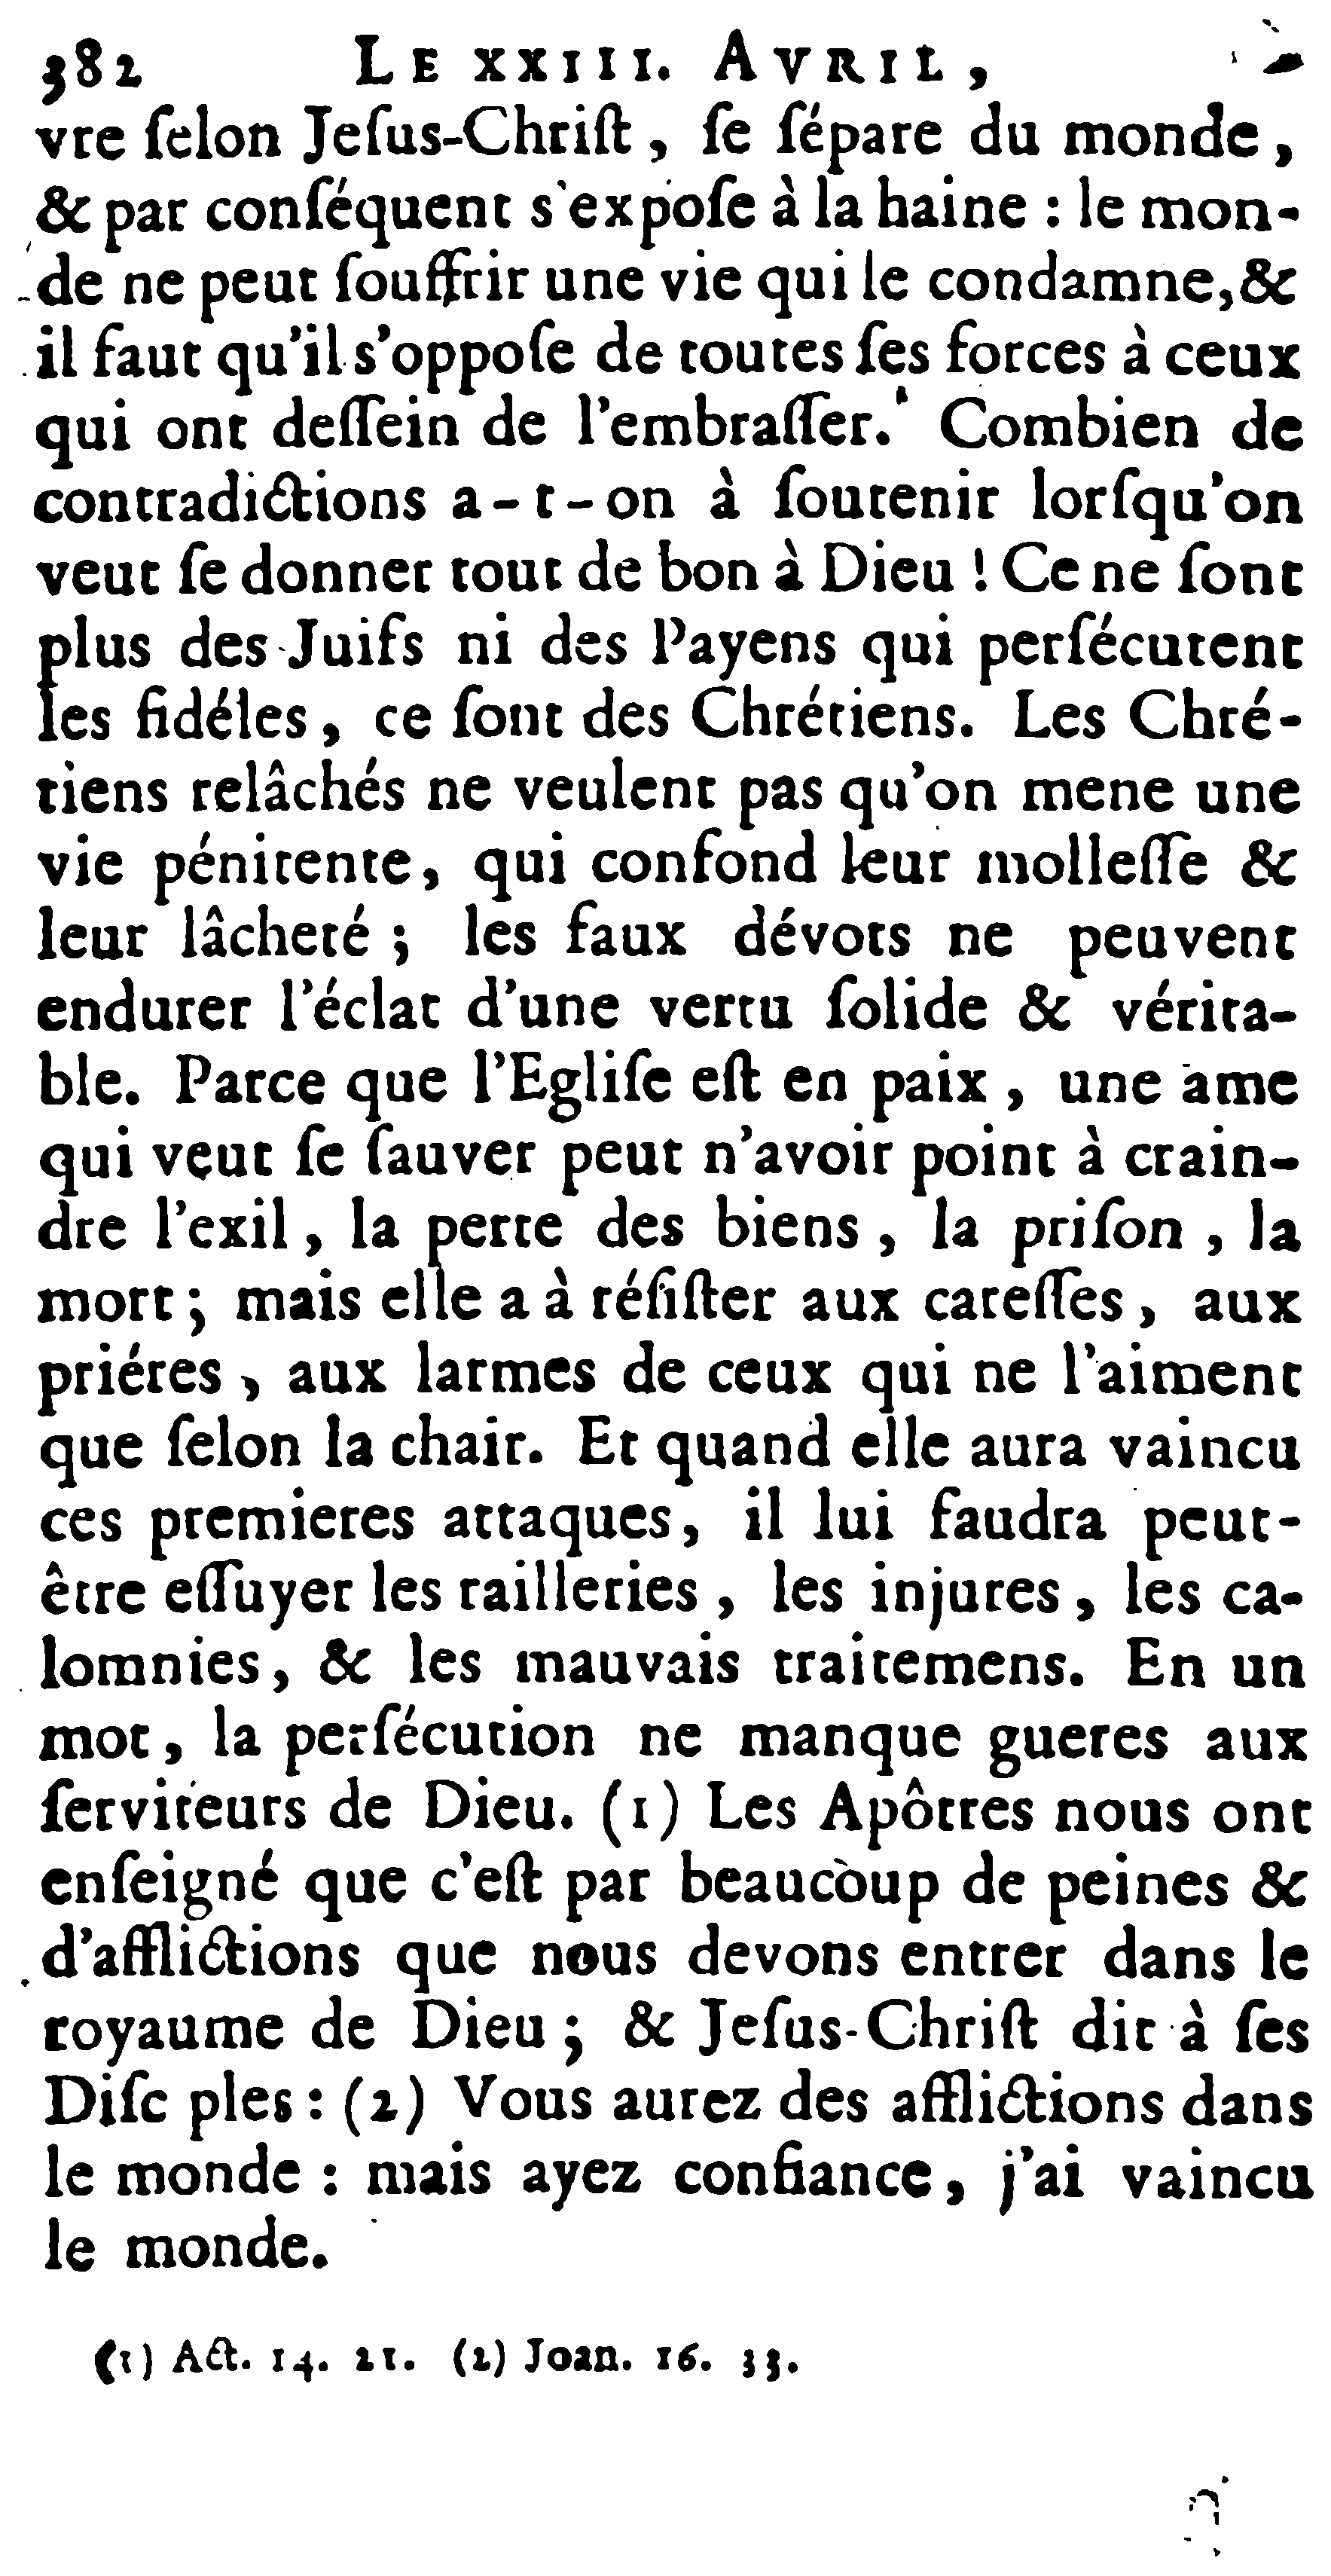 382 LE XXIII. AVRIL,
vre ſelon Jeſus-Chriſt, ſe ſépare du monde,
& par conſéquent s'expoſe à la haine : le mon-
de ne peut ſouffrir une vie qui le condamne, &
il faut qu'il s'oppoſe de toutes ſes forces à ceux
qui ont deſſein de l'embraſſer. Combien de
contradictions a-t-on à ſoutenir lorſqu'on
veut ſe donner tout de bon à Dieu ! Ce ne ſont
plus des Juifs ni des Payens qui perſécutent
les fidéles, ce ſont des Chrétiens. Les Chré-
tiens relâchés ne veulent pas qu'on mene une
vie pénitente, qui confond leur molleſſe &
leur lâcheté ; les faux dévots ne peuvent
endurer l'éclat d'une vertu ſolide & vérita-
ble. Parce que l'Egliſe eſt en paix, une ame
qui veut ſe ſauver peut n'avoir point à crain-
dre l'exil, la perte des biens, la priſon, la
mort ; mais elle a à réſiſter aux careſſes, aux
priéres, aux larmes de ceux qui ne l'aiment
que ſelon la chair. Et quand elle aura vaincu
ces premieres attaques, il lui faudra peut-
être eſſuyer les railleries, les injures, les ca-
lomnies, & les mauvais traitemens. En un
mot, la perſécution ne manque gueres aux
ſerviteurs de Dieu. (1) Les Apôtres nous ont
enſeigné que c'eſt par beaucoup de peines &
d'afflictions que nous devons entrer dans le
royaume de Dieu ; & Jeſus-Chriſt dit à ſes
Diſc ples : (2) Vous aurez des afflictions dans
le monde : mais ayez confiance, j'ai vaincu
le monde.
(1) Act. 14. 21. (2) Joan. 16. 33.